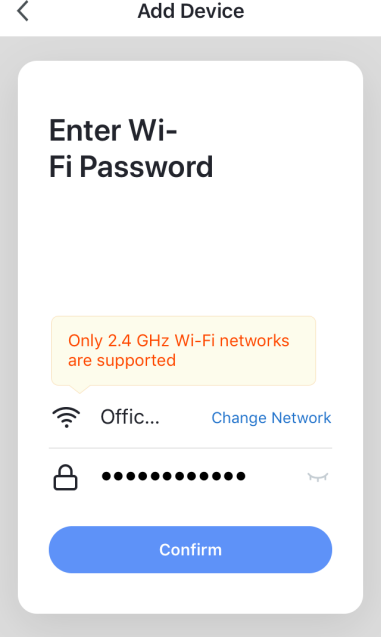 Add Device
Enter Wi-
Fi Password
Only 2.4 GHz Wi-Fi networks
are supported
Offic... Change Network
••••••••••••
Confirm